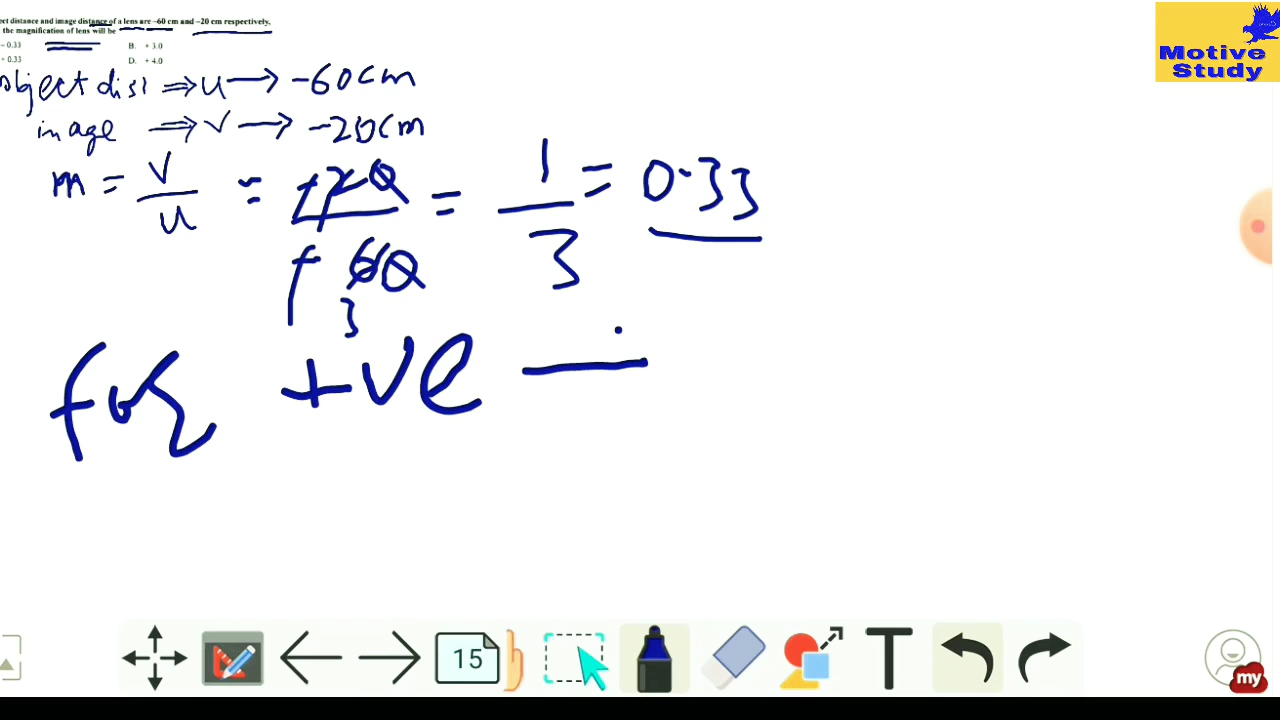 ect distance and image distance of a lens are –60 cm and –20 cm respectively,
the magnification of lens will be
– 0.33 B. + 3.0
+ 0.33 D. + 4.0
Motive Study
object dist ⇒ u → -60cm
image ⇒ v → -20cm
m = v/u = -20/-60 = 1/3 = 0.33
3
for +ve —
15
T
my